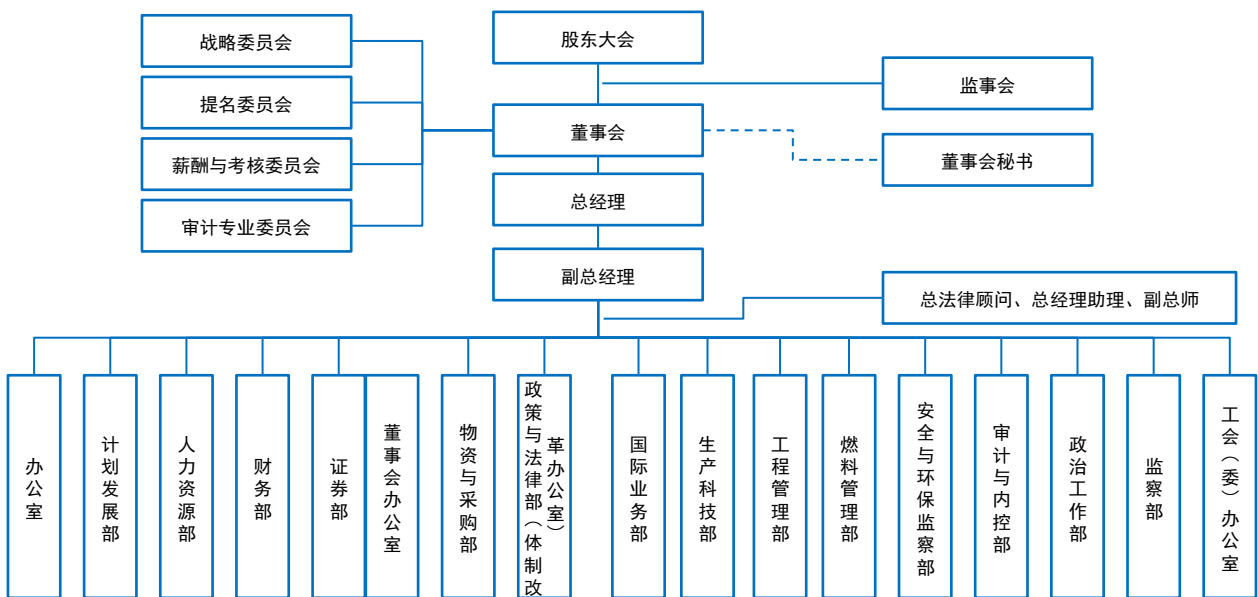 战略委员会
股东大会
监事会
提名委员会
董事会
薪酬与考核委员会
董事会秘书
总经理
审计专业委员会
副总经理
总法律顾问、总经理助理、副总师
办公室
计划发展部
人力资源部
财务部
证券部
董事会办公室
物资与采购部
政策与法律部（体制改
革办公室）
国际业务部
生产科技部
工程管理部
燃料管理部
安全与环保监察部
审计与内控部
政治工作部
监察部
工会（委）办公室